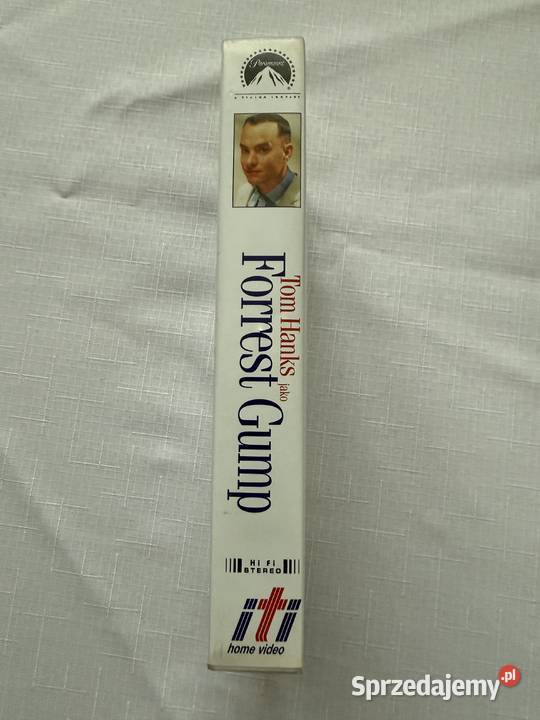 Paramount
Tom Hanks jako
Forrest Gump
HI FI
STEREO
iti
home video
Sprzedajemy.pl